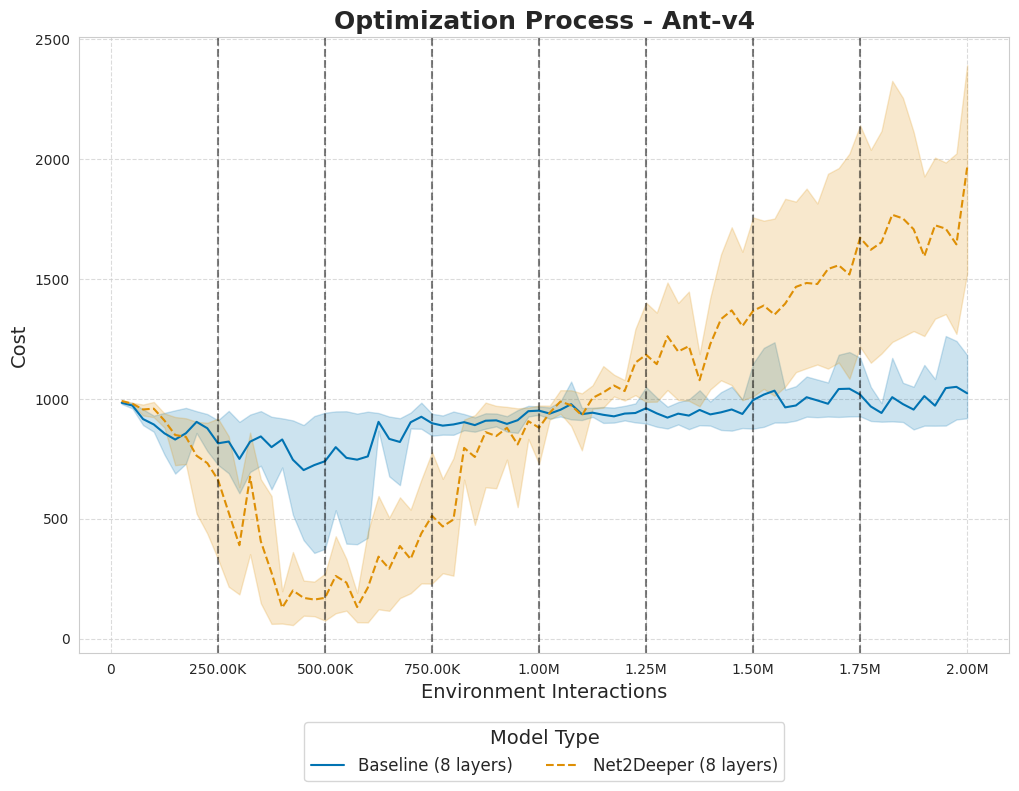 Optimization Process - Ant-v4
2500
2000
1500
1000
500
0
Cost
0 250.00K 500.00K 750.00K 1.00M 1.25M 1.50M 1.75M 2.00M
Environment Interactions
Model Type
Baseline (8 layers) Net2Deeper (8 layers)